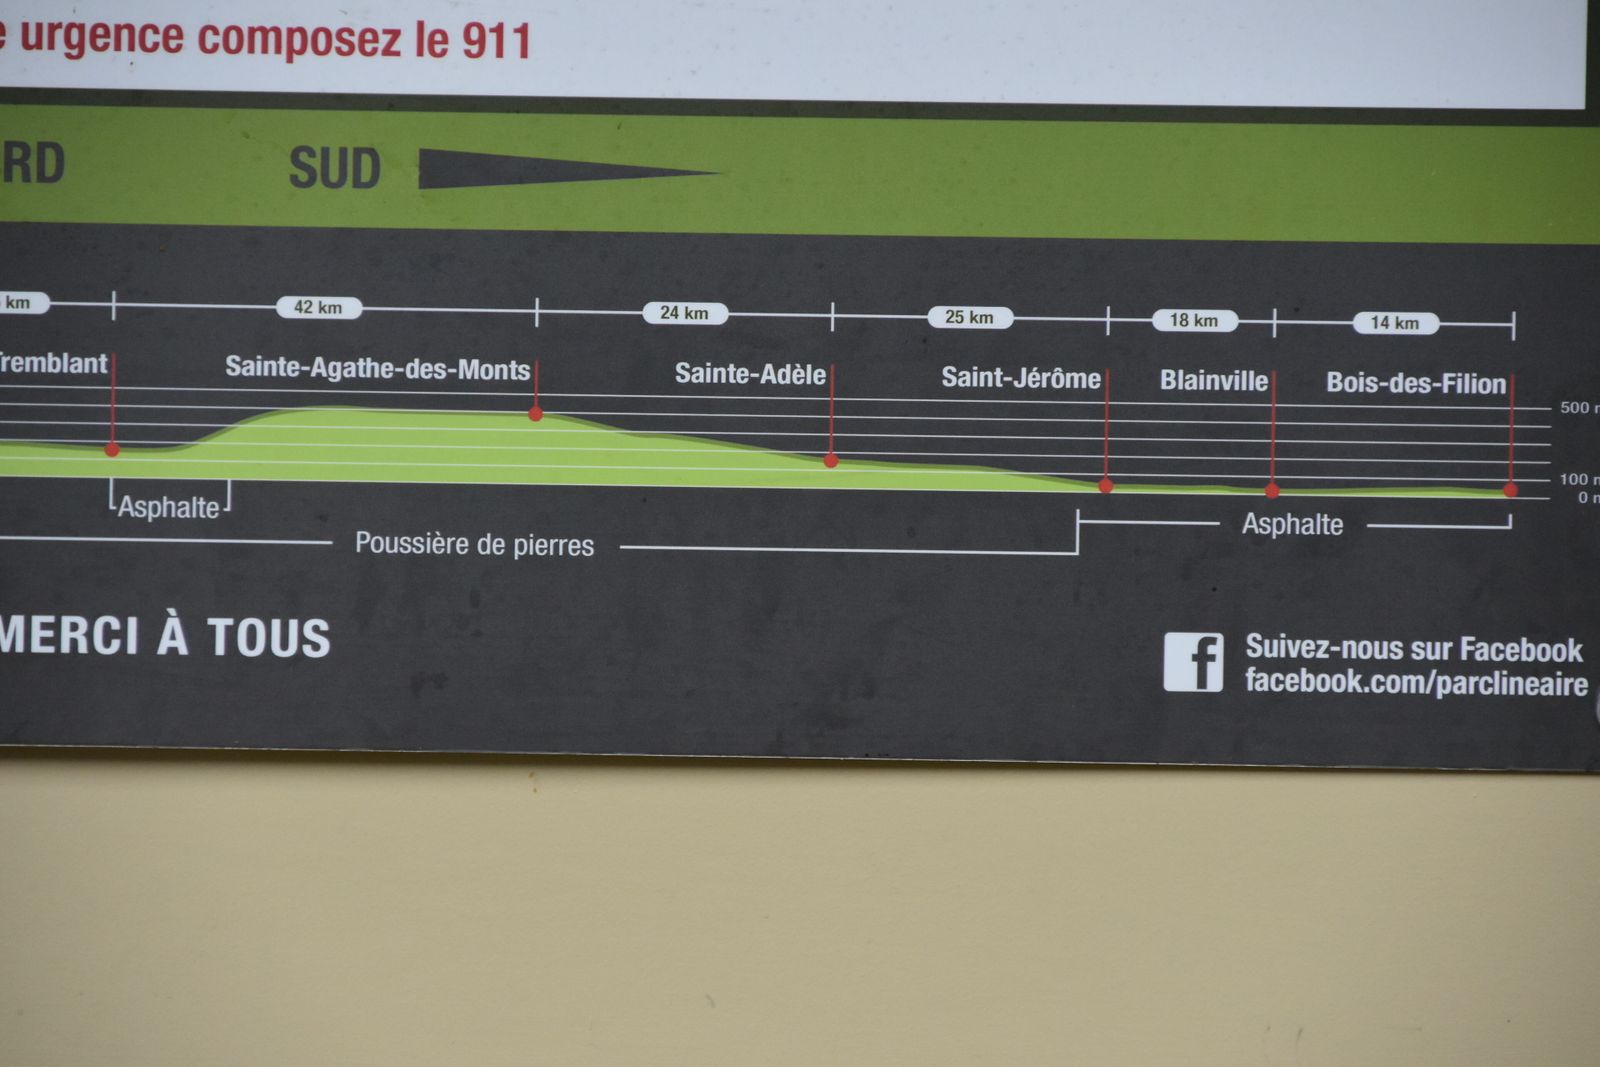 urgence composez le 911
RD SUD
km 42 km 24 km 25 km 18 km 14 km
Tremblant Sainte-Agathe-des-Monts Sainte-Adèle Saint-Jérôme Blainville Bois-des-Filion
500 m
100 m
0 m
Asphalte
Poussière de pierres
Asphalte
MERCI À TOUS
Suivez-nous sur Facebook
facebook.com/parclineaire